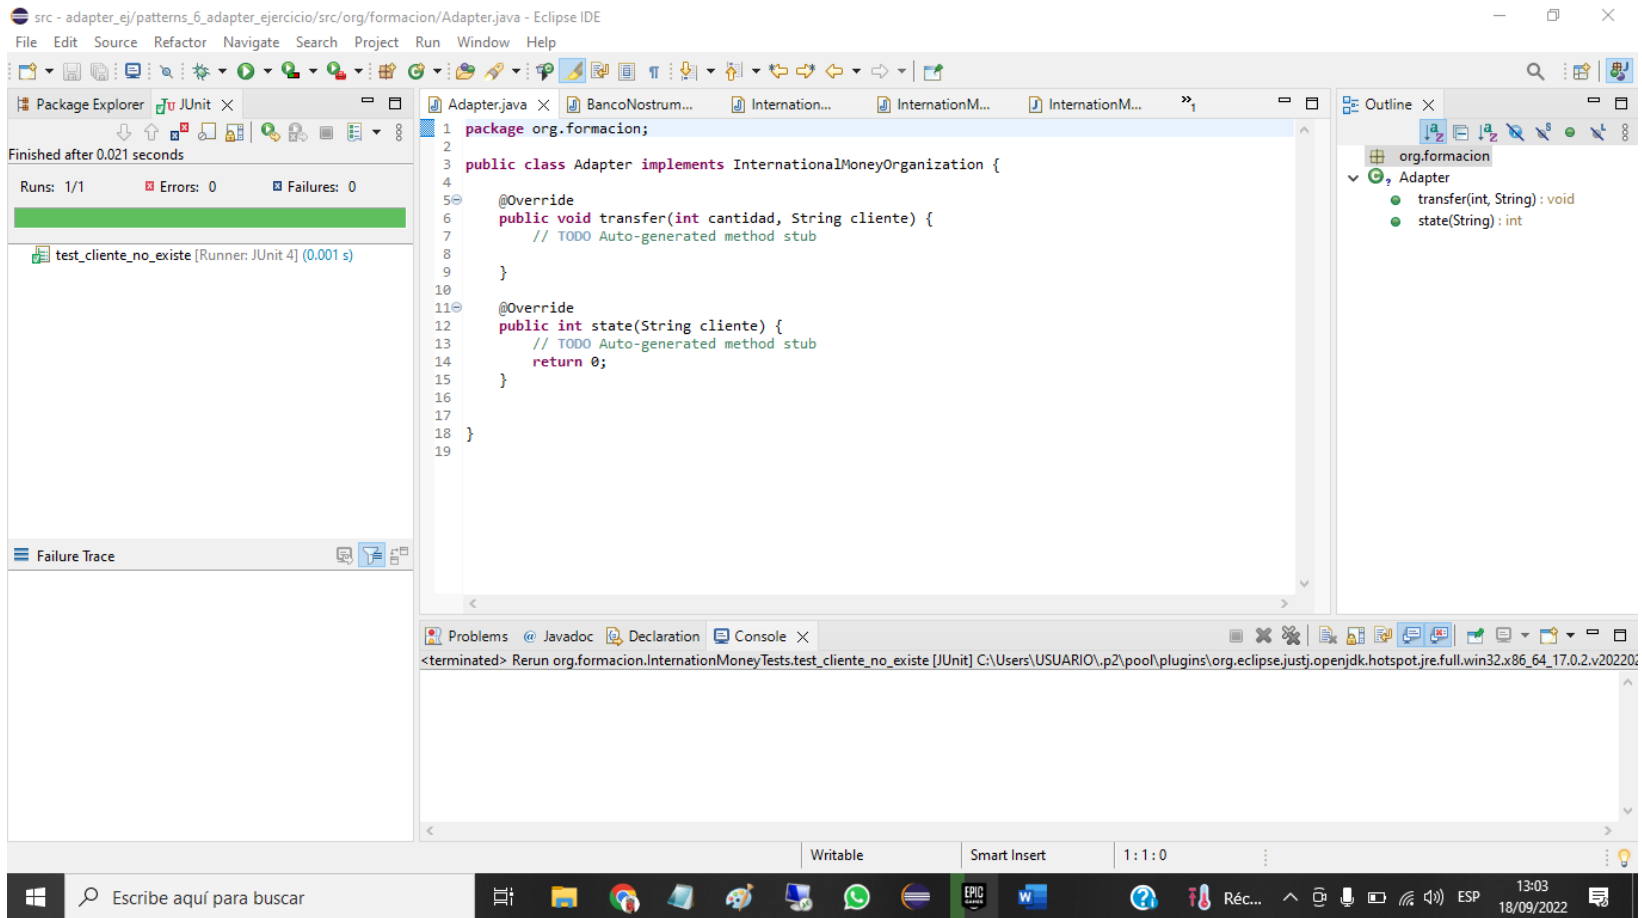 src - adapter_ej/patterns_6_adapter_ejercicio/src/org/formacion/Adapter.java - Eclipse IDE
File Edit Source Refactor Navigate Search Project Run Window Help
Package Explorer JUnit
Finished after 0.021 seconds
Runs: 1/1 Errors: 0 Failures: 0
test_cliente_no_existe [Runner: JUnit 4] (0.001 s)
Failure Trace
Adapter.java BancoNostrum... Internation... InternationM... InternationM... »1
1 package org.formacion;
2
3 public class Adapter implements InternationalMoneyOrganization {
4
5 @Override
6 public void transfer(int cantidad, String cliente) {
7 // TODO Auto-generated method stub
8
9 }
10
11 @Override
12 public int state(String cliente) {
13 // TODO Auto-generated method stub
14 return 0;
15 }
16
17
18 }
19
Outline
org.formacion
Adapter
transfer(int, String) : void
state(String) : int
Problems @ Javadoc Declaration Console
<terminated> Rerun org.formacion.InternationMoneyTests.test_cliente_no_existe [JUnit] C:\Users\USUARIO\.p2\pool\plugins\org.eclipse.justj.openjdk.hotspot.jre.full.win32.x86_64_17.0.2.v202202
Writable Smart Insert 1 : 1 : 0
Escribe aquí para buscar
EPIC GAMES
Réc... ESP
13:03
18/09/2022